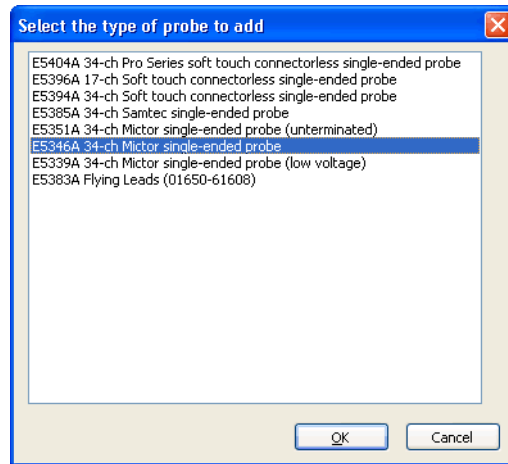 Select the type of probe to add
E5404A 34-ch Pro Series soft touch connectorless single-ended probe
E5396A 17-ch Soft touch connectorless single-ended probe
E5394A 34-ch Soft touch connectorless single-ended probe
E5385A 34-ch Samtec single-ended probe
E5351A 34-ch Mictor single-ended probe (unterminated)
E5346A 34-ch Mictor single-ended probe
E5339A 34-ch Mictor single-ended probe (low voltage)
E5383A Flying Leads (01650-61608)
OK Cancel